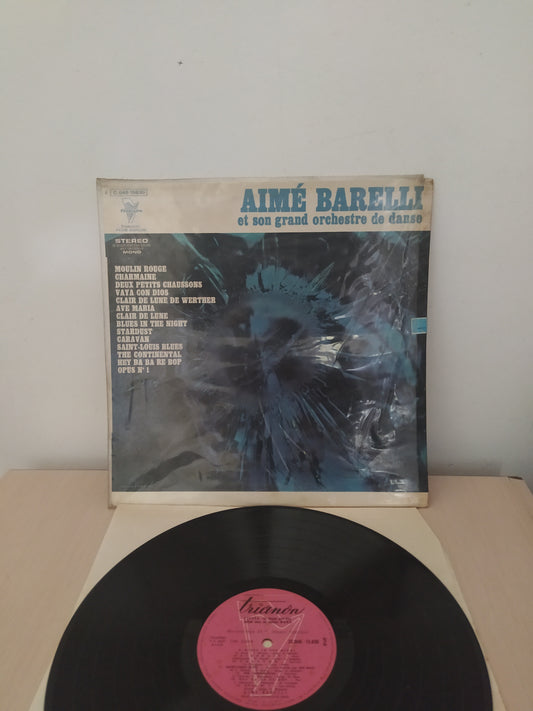 AIMÉ BARELLI
et son grand orchestre de danse
STEREO
MONO
MOULIN ROUGE
CHARMAINE
DEUX PETITS CHAUSSONS
VAYA CON DIOS
CLAIR DE LUNE DE WERTHER
AVE MARIA
CLAIR DE LUNE
BLUES IN THE NIGHT
STARDUST
CARAVAN
SAINT-LOUIS BLUES
THE CONTINENTAL
HEY BA BA RE BOP
OPUS Nº 1
trianon
2